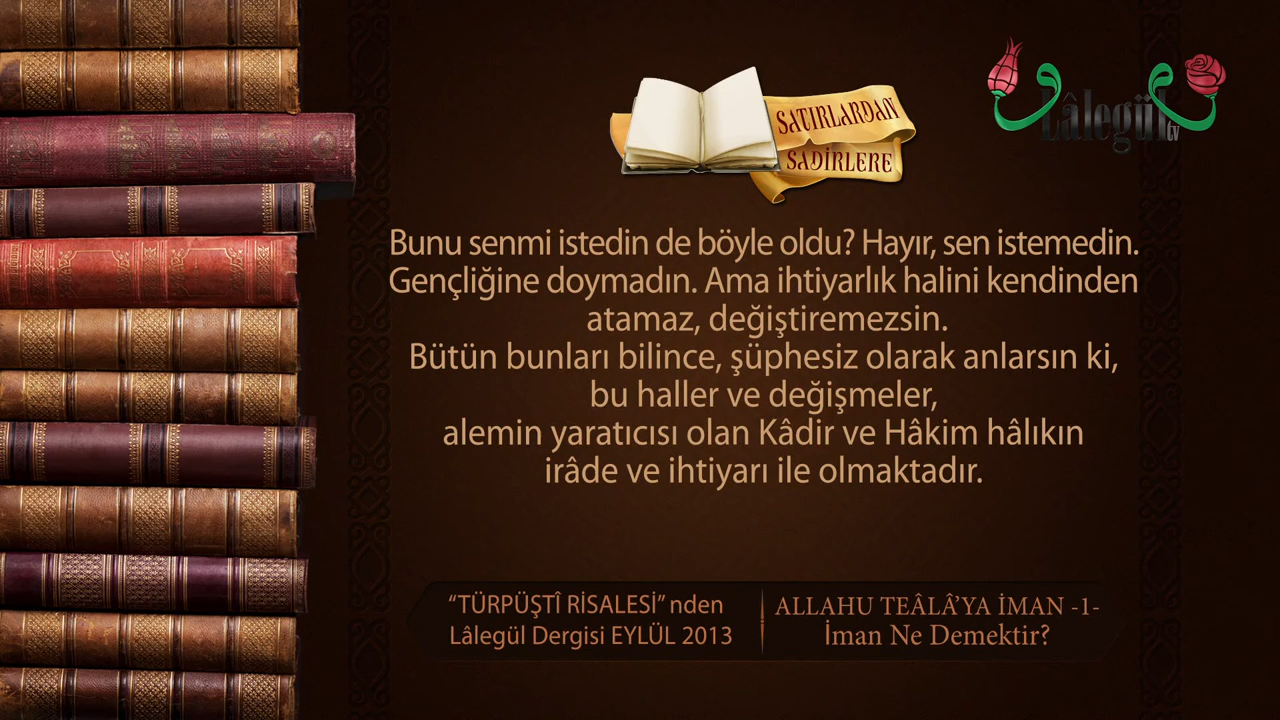 SATIRLARDAN
SADİRLERE
Lâlegül tv
Bunu senmi istedin de böyle oldu? Hayır, sen istemedin.
Gençliğine doymadın. Ama ihtiyarlık halini kendinden
atamaz, değiştiremezsin.
Bütün bunları bilince, şüphesiz olarak anlarsın ki,
bu haller ve değişmeler,
alemin yaratıcısı olan Kâdir ve Hâkim hâlıkın
irâde ve ihtiyarı ile olmaktadır.
“TÜRPÜŞTÎ RİSALESİ” nden
Lâlegül Dergisi EYLÜL 2013
ALLAHU TEÂLÂ’YA İMAN -1-
İman Ne Demektir?